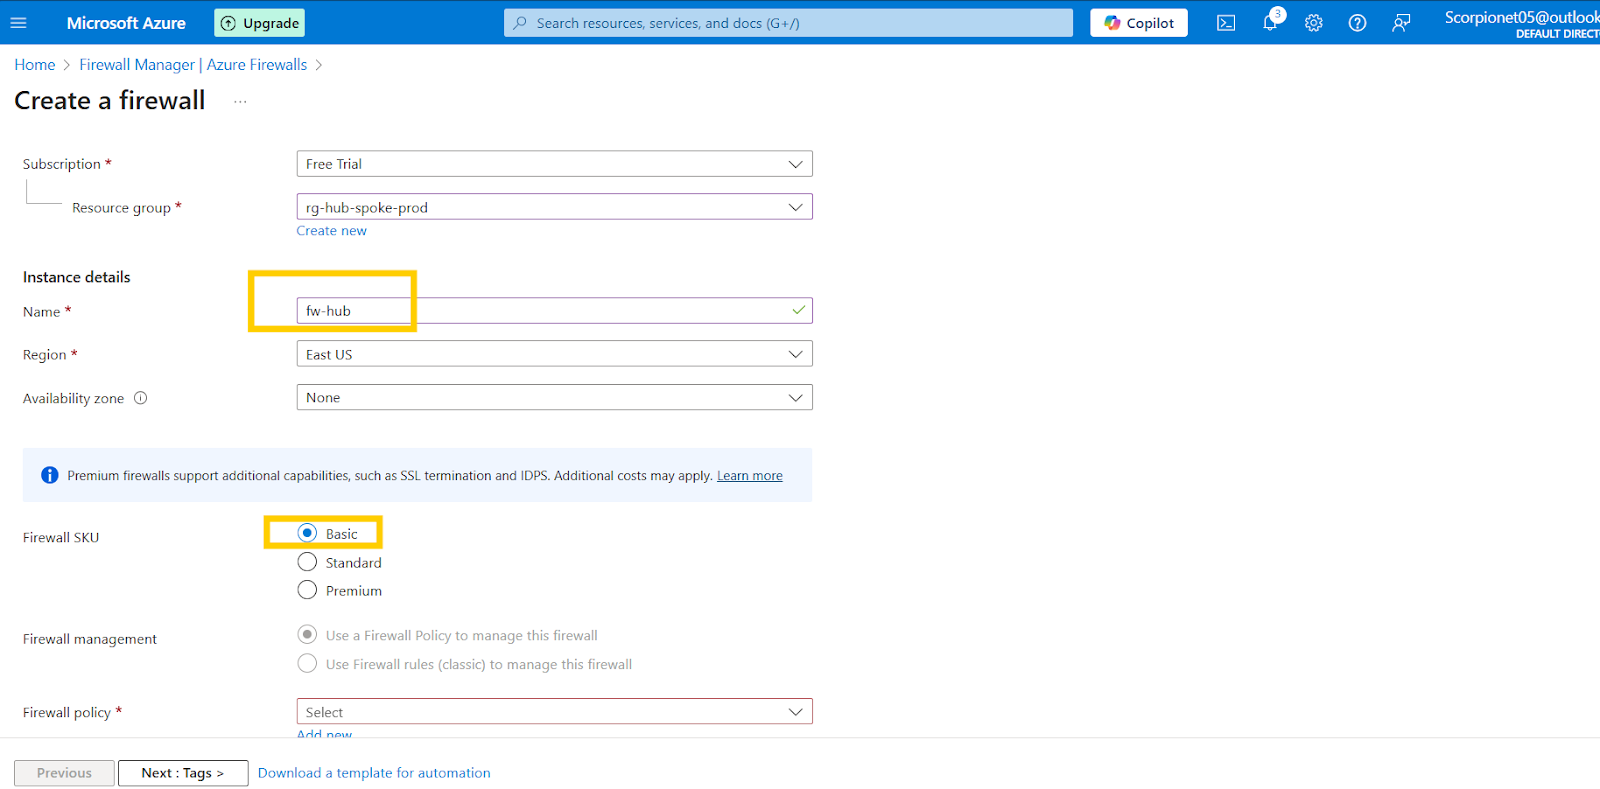 Microsoft Azure Upgrade Search resources, services, and docs (G+/) Copilot 3 Scorpionet05@outlook
DEFAULT DIRECT
Home > Firewall Manager | Azure Firewalls >
Create a firewall ...
Subscription * Free Trial
Resource group * rg-hub-spoke-prod
Create new
Instance details
Name * fw-hub
Region * East US
Availability zone None
Premium firewalls support additional capabilities, such as SSL termination and IDPS. Additional costs may apply. Learn more
Firewall SKU Basic
Standard
Premium
Firewall management Use a Firewall Policy to manage this firewall
Use Firewall rules (classic) to manage this firewall
Firewall policy * Select
Add new
Previous Next : Tags > Download a template for automation